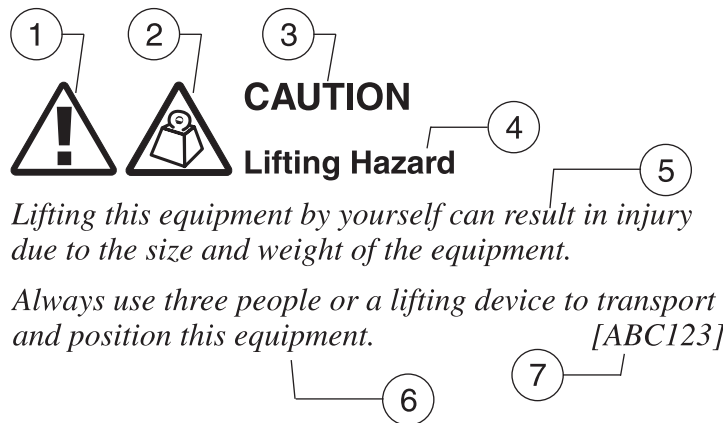 1 2 3
CAUTION
4
Lifting Hazard
5
Lifting this equipment by yourself can result in injury
due to the size and weight of the equipment.
Always use three people or a lifting device to transport
and position this equipment. [ABC123]
7
6